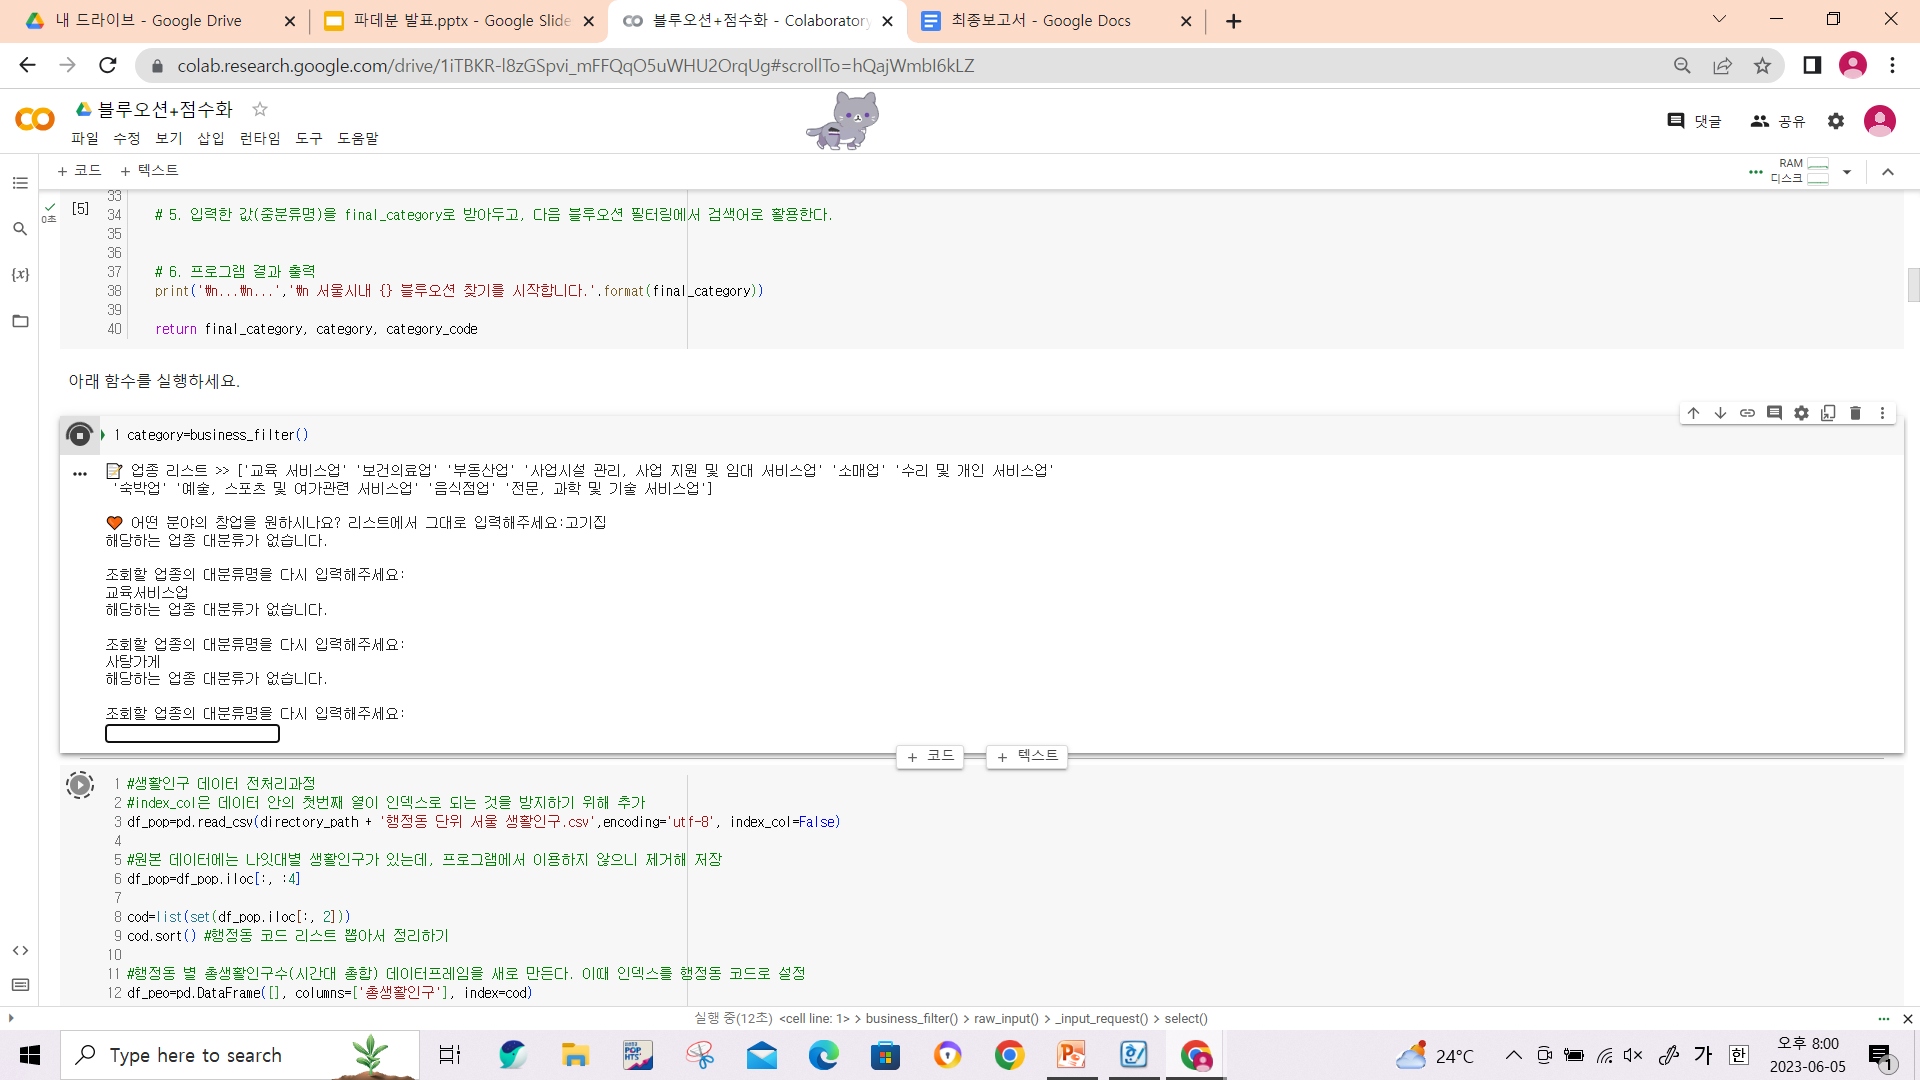 내 드라이브 - Google Drive
파데분 발표.pptx - Google Slide
블루오션+점수화 - Colaboratory
최종보고서 - Google Docs
colab.research.google.com/drive/1iTBKR-l8zGSpvi_mFFQqO5uWHU2OrqUg#scrollTo=hQajWmbI6kLZ
블루오션+점수화
파일 수정 보기 삽입 런타임 도구 도움말
댓글 공유
+ 코드 + 텍스트
RAM
디스크
33
[5]
0초
34 # 5. 입력한 값(중분류명)을 final_category로 받아두고, 다음 블루오션 필터링에서 검색어로 활용한다.
35
36
37 # 6. 프로그램 결과 출력
38 print('₩n...₩n...','₩n 서울시내 {} 블루오션 찾기를 시작합니다.'.format(final_category))
39
40 return final_category, category, category_code
아래 함수를 실행하세요.
1 category=business_filter()
📝 업종 리스트 >> ['교육 서비스업' '보건의료업' '부동산업' '사업시설 관리, 사업 지원 및 임대 서비스업' '소매업' '수리 및 개인 서비스업'
'숙박업' '예술, 스포츠 및 여가관련 서비스업' '음식점업' '전문, 과학 및 기술 서비스업']
🧡 어떤 분야의 창업을 원하시나요? 리스트에서 그대로 입력해주세요:고기집
해당하는 업종 대분류가 없습니다.
조회할 업종의 대분류명을 다시 입력해주세요:
교육서비스업
해당하는 업종 대분류가 없습니다.
조회할 업종의 대분류명을 다시 입력해주세요:
사탕가게
해당하는 업종 대분류가 없습니다.
조회할 업종의 대분류명을 다시 입력해주세요:
+ 코드 + 텍스트
1 #생활인구 데이터 전처리과정
2 #index_col은 데이터 안의 첫번째 열이 인덱스로 되는 것을 방지하기 위해 추가
3 df_pop=pd.read_csv(directory_path + '행정동 단위 서울 생활인구.csv',encoding='utf-8', index_col=False)
4
5 #원본 데이터에는 나잇대별 생활인구가 있는데, 프로그램에서 이용하지 않으니 제거해 저장
6 df_pop=df_pop.iloc[:, :4]
7
8 cod=list(set(df_pop.iloc[:, 2]))
9 cod.sort() #행정동 코드 리스트 뽑아서 정리하기
10
11 #행정동 별 총생활인구수(시간대 총합) 데이터프레임을 새로 만든다. 이때 인덱스를 행정동 코드로 설정
12 df_peo=pd.DataFrame([], columns=['총생활인구'], index=cod)
실행 중(12초) <cell line: 1> > business_filter() > raw_input() > _input_request() > select()
Type here to search
24°C
가
한
오후 8:00
2023-06-05
1